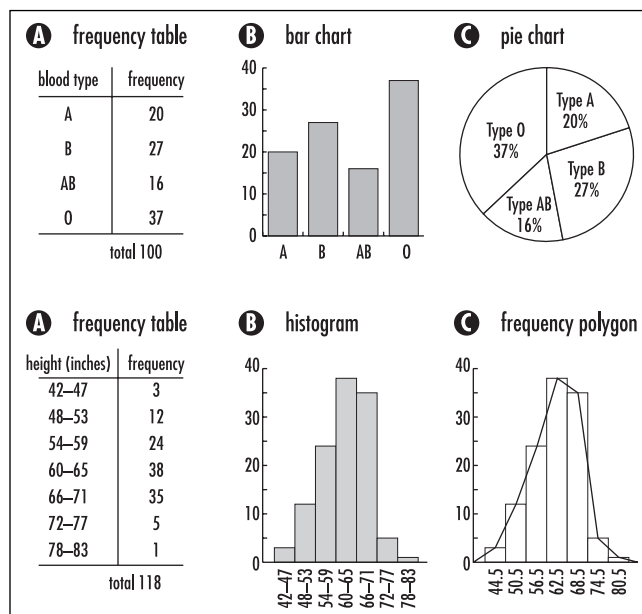 A frequency table
blood type frequency
A 20
B 27
AB 16
O 37
total 100
B bar chart
40
30
20
10
0
A B AB O
C pie chart
Type A
20%
Type B
27%
Type AB
16%
Type O
37%
A frequency table
height (inches) frequency
42–47 3
48–53 12
54–59 24
60–65 38
66–71 35
72–77 5
78–83 1
total 118
B histogram
40
30
20
10
0
42–47
48–53
54–59
60–65
66–71
72–77
78–83
C frequency polygon
40
30
20
10
0
44.5
50.5
56.5
62.5
68.5
74.5
80.5